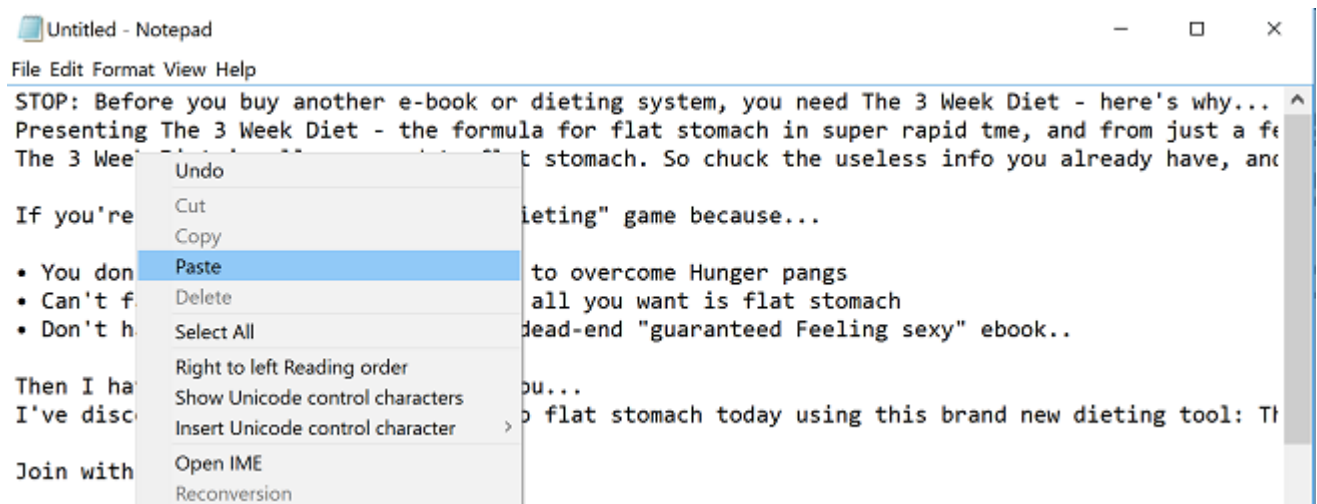 Untitled - Notepad
File Edit Format View Help
STOP: Before you buy another e-book or dieting system, you need The 3 Week Diet - here's why...
Presenting The 3 Week Diet - the formula for flat stomach in super rapid tme, and from just a fe
The 3 Week stomach. So chuck the useless info you already have, and
If you're ieting" game because...
• You don to overcome Hunger pangs
• Can't f all you want is flat stomach
• Don't h dead-end "guaranteed Feeling sexy" ebook..
Then I ha ou...
I've disc o flat stomach today using this brand new dieting tool: Th
Join with
Undo
Cut
Copy
Paste
Delete
Select All
Right to left Reading order
Show Unicode control characters
Insert Unicode control character
Open IME
Reconversion